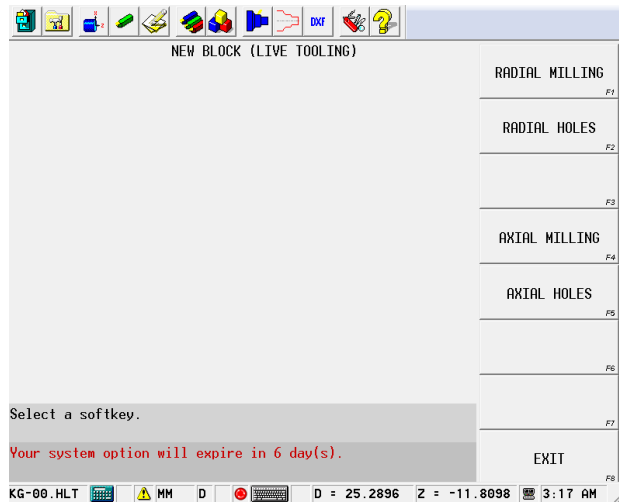 DXF
NEW BLOCK (LIVE TOOLING)
RADIAL MILLING
F1
RADIAL HOLES
F2
F3
AXIAL MILLING
F4
AXIAL HOLES
F5
F6
F7
EXIT
F8
Select a softkey.
Your system option will expire in 6 day(s).
KG-00.HLT MM D D = 25.2896 Z = -11.8098 3:17 AM